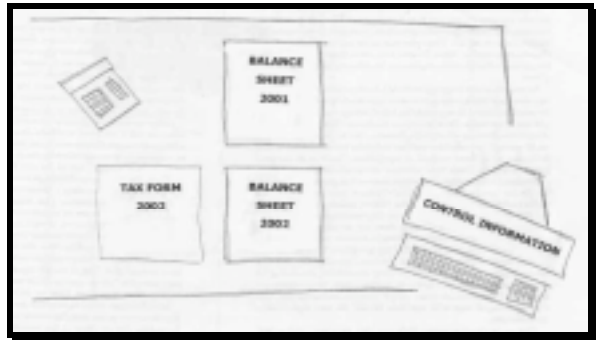 BALANCE
SHEET
2001
TAX FORM
2002
BALANCE
SHEET
2002
CONTROL INFORMATION